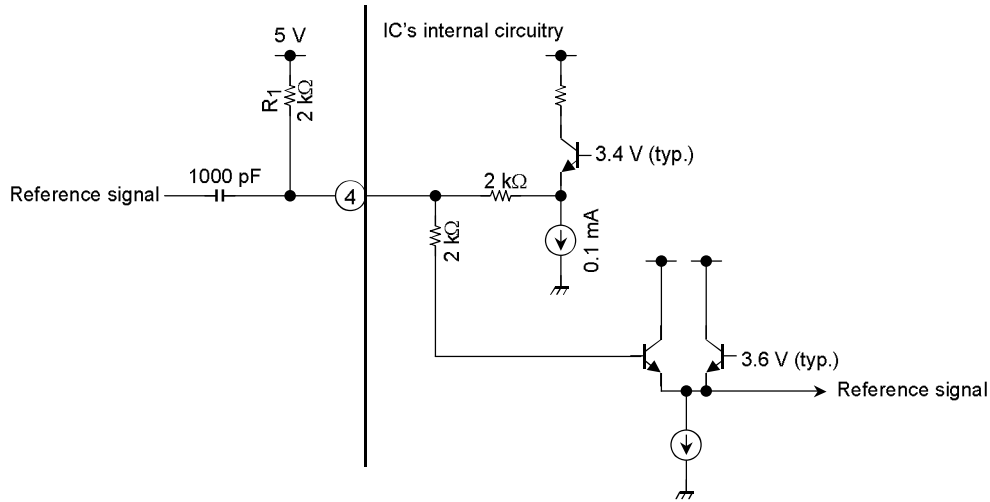 5 V
IC's internal circuitry
R1
2 kΩ
3.4 V (typ.)
1000 pF
2 kΩ
Reference signal
4
2 kΩ
0.1 mA
3.6 V (typ.)
Reference signal